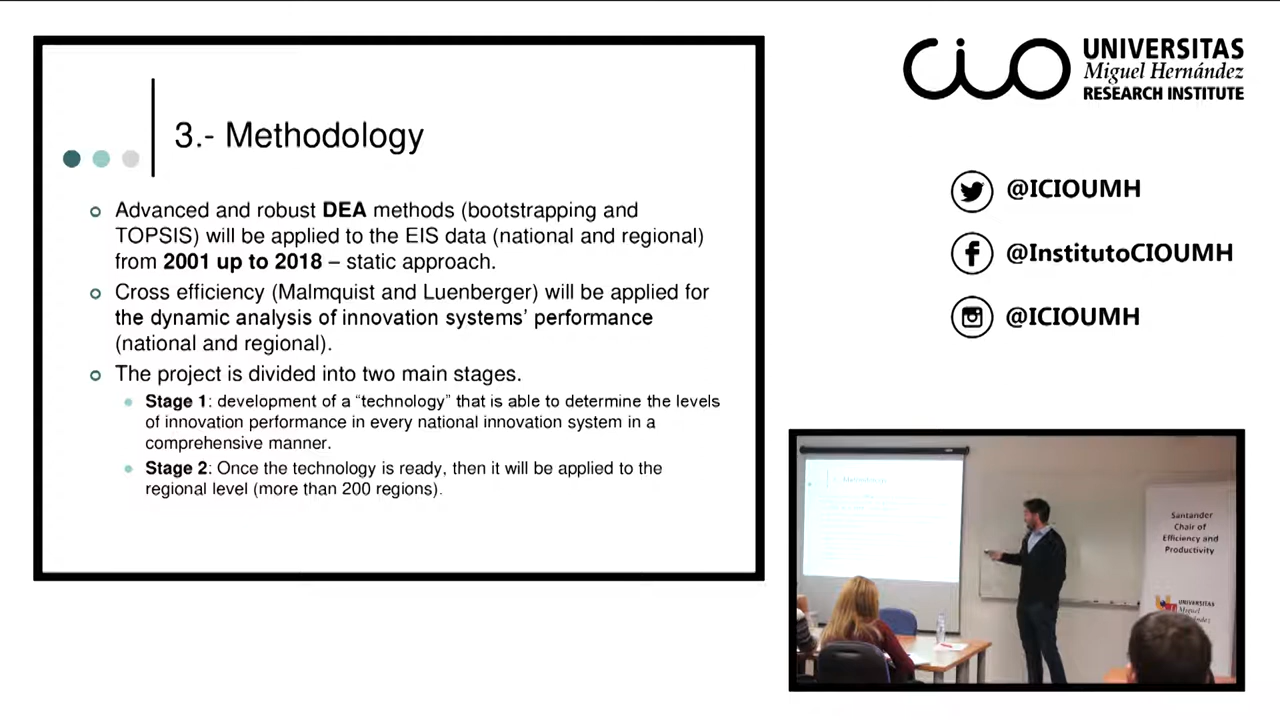 3.- Methodology
Advanced and robust DEA methods (bootstrapping and
TOPSIS) will be applied to the EIS data (national and regional)
from 2001 up to 2018 – static approach.
Cross efficiency (Malmquist and Luenberger) will be applied for
the dynamic analysis of innovation systems’ performance
(national and regional).
The project is divided into two main stages.
Stage 1: development of a “technology” that is able to determine the levels
of innovation performance in every national innovation system in a
comprehensive manner.
Stage 2: Once the technology is ready, then it will be applied to the
regional level (more than 200 regions).
cio
UNIVERSITAS
Miguel Hernández
RESEARCH INSTITUTE
@ICIOUMH
@InstitutoCIOUMH
@ICIOUMH
Santander
Chair of
Efficiency and
Productivity
UNIVERSITAS
Miguel
Hernández